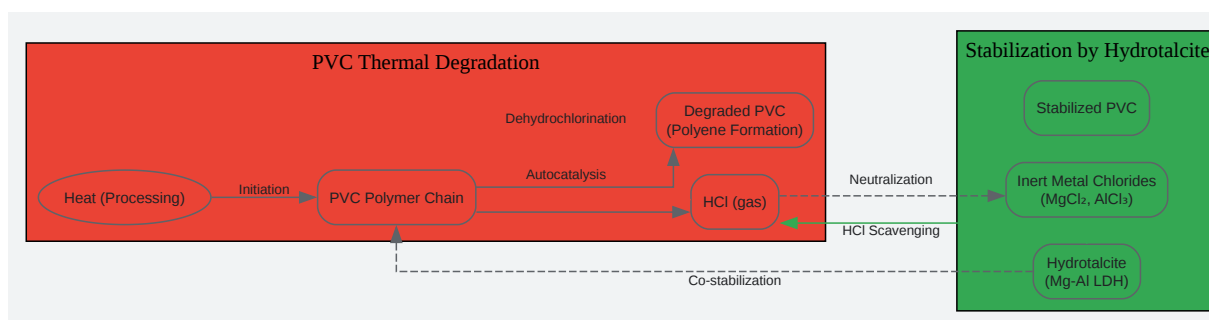 PVC Thermal Degradation
Dehydrochlorination
Degraded PVC
(Polyene Formation)
Heat (Processing)
Initiation
PVC Polymer Chain
Autocatalysis
HCl (gas)
Neutralization
HCl Scavenging
Co-stabilization
Stabilization by Hydrotalcite
Stabilized PVC
Inert Metal Chlorides
(MgCl₂, AlCl₃)
Hydrotalcite
(Mg-Al LDH)